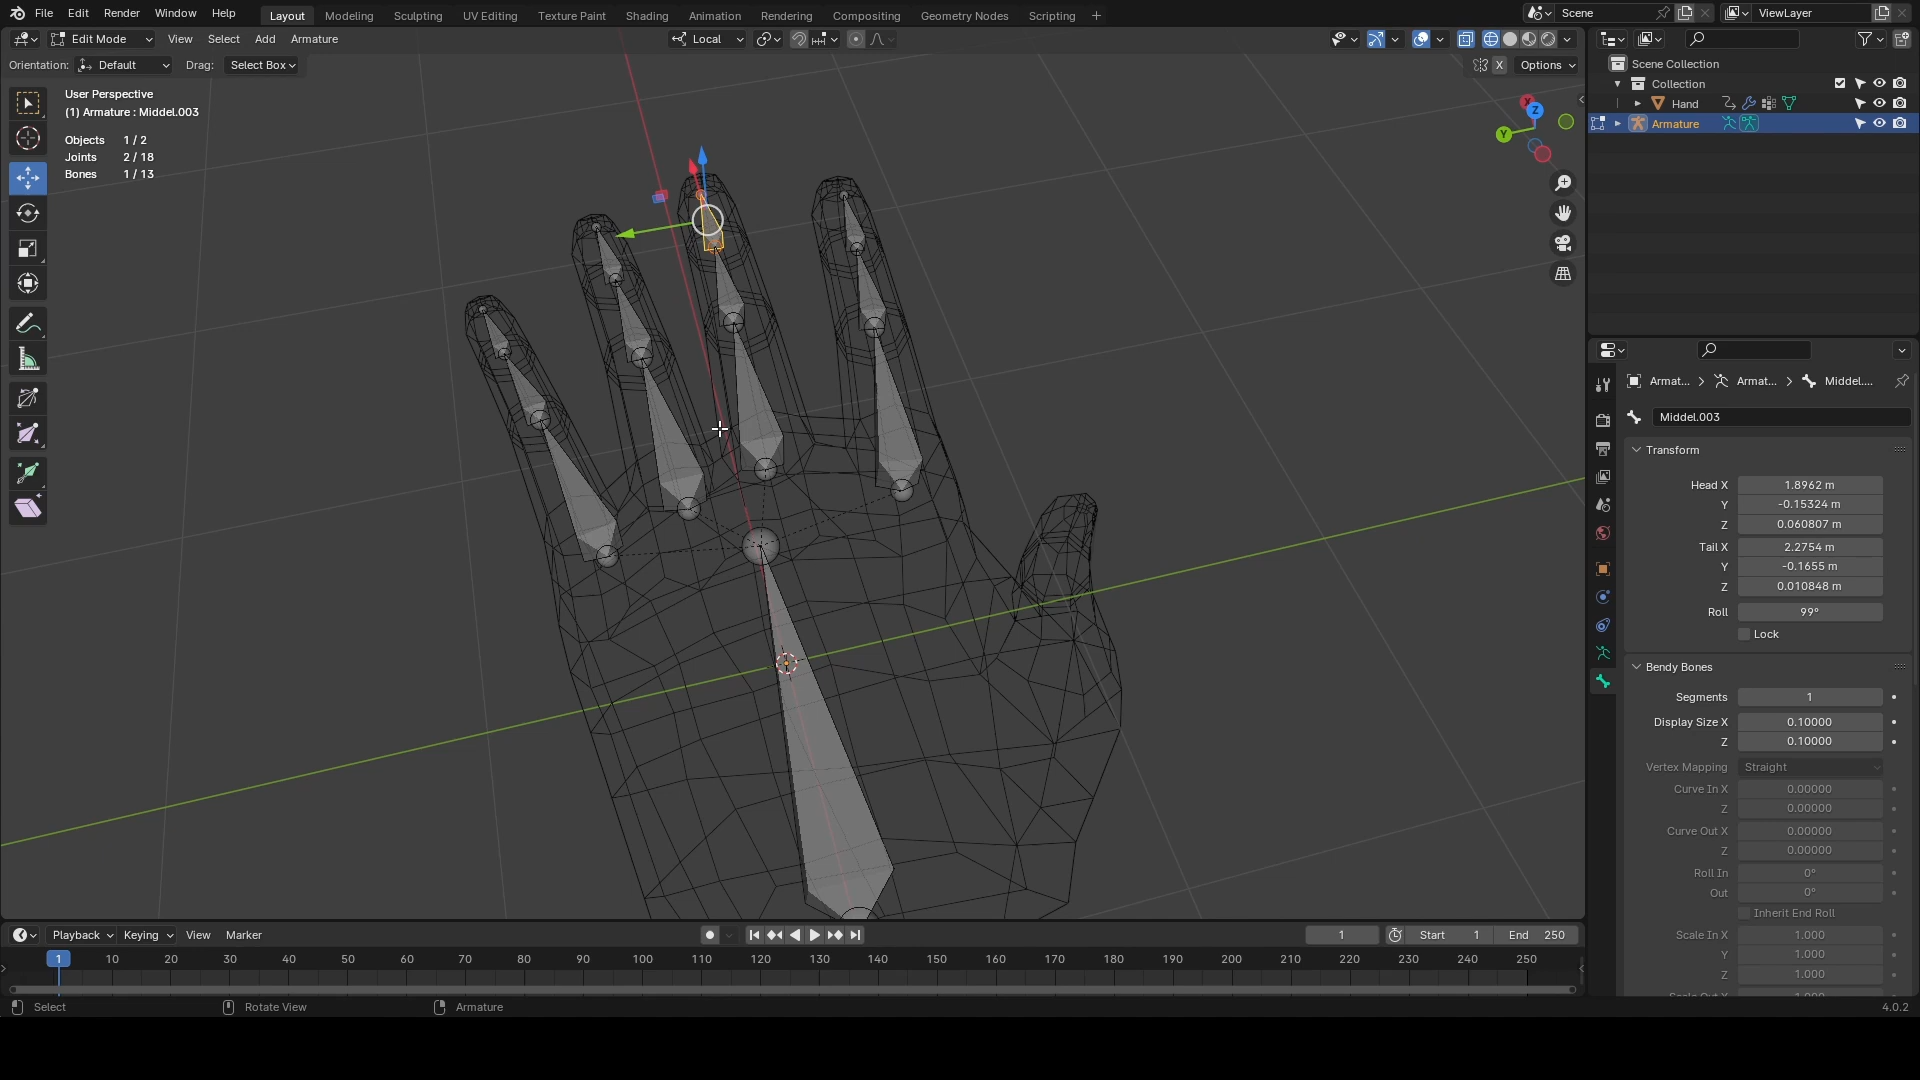 File Edit Render Window Help Layout Modeling Sculpting UV Editing Texture Paint Shading Animation Rendering Compositing Geometry Nodes Scripting + Scene ViewLayer
Edit Mode View Select Add Armature Local
Orientation: Default Drag: Select Box X Options
User Perspective
(1) Armature : Middel.003
Objects 1 / 2
Joints 2 / 18
Bones 1 / 13
Z
Y
Scene Collection
Collection
Hand
Armature
Armat... Armat... Middel....
Middel.003
Transform
Head X 1.8962 m
Y -0.15324 m
Z 0.060807 m
Tail X 2.2754 m
Y -0.1655 m
Z 0.010848 m
Roll 99°
Lock
Bendy Bones
Segments 1
Display Size X 0.10000
Z 0.10000
Vertex Mapping Straight
Curve In X 0.00000
Z 0.00000
Curve Out X 0.00000
Z 0.00000
Roll In 0°
Out 0°
Inherit End Roll
Scale In X 1.000
Y 1.000
Z 1.000
Scale Out X 1.000
Playback Keying View Marker 1 Start 1 End 250
1 10 20 30 40 50 60 70 80 90 100 110 120 130 140 150 160 170 180 190 200 210 220 230 240 250
Select Rotate View Armature 4.0.2